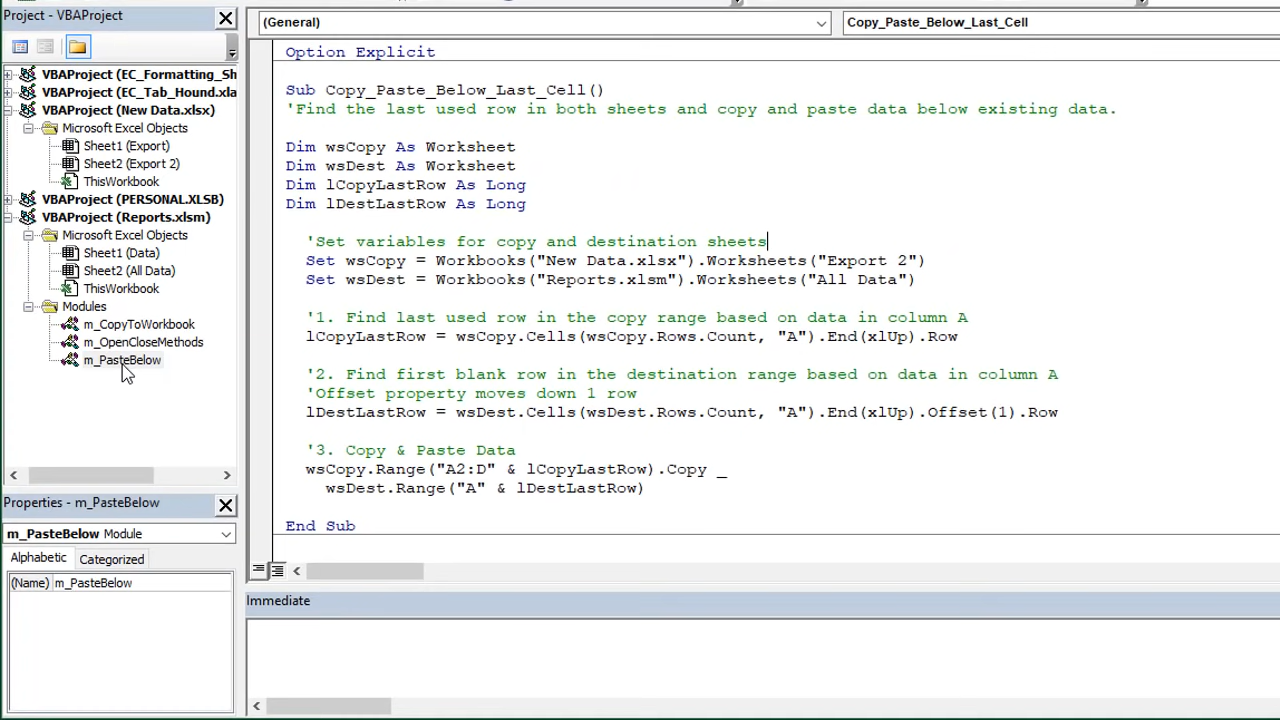 Project - VBAProject
VBAProject (EC_Formatting_Sh
VBAProject (EC_Tab_Hound.xla
VBAProject (New Data.xlsx)
Microsoft Excel Objects
Sheet1 (Export)
Sheet2 (Export 2)
ThisWorkbook
VBAProject (PERSONAL.XLSB)
VBAProject (Reports.xlsm)
Microsoft Excel Objects
Sheet1 (Data)
Sheet2 (All Data)
ThisWorkbook
Modules
m_CopyToWorkbook
m_OpenCloseMethods
m_PasteBelow
Properties - m_PasteBelow
m_PasteBelow Module
Alphabetic Categorized
(Name) m_PasteBelow
(General) Copy_Paste_Below_Last_Cell
Option Explicit
Sub Copy_Paste_Below_Last_Cell()
'Find the last used row in both sheets and copy and paste data below existing data.
Dim wsCopy As Worksheet
Dim wsDest As Worksheet
Dim lCopyLastRow As Long
Dim lDestLastRow As Long
'Set variables for copy and destination sheets
Set wsCopy = Workbooks("New Data.xlsx").Worksheets("Export 2")
Set wsDest = Workbooks("Reports.xlsm").Worksheets("All Data")
'1. Find last used row in the copy range based on data in column A
lCopyLastRow = wsCopy.Cells(wsCopy.Rows.Count, "A").End(xlUp).Row
'2. Find first blank row in the destination range based on data in column A
'Offset property moves down 1 row
lDestLastRow = wsDest.Cells(wsDest.Rows.Count, "A").End(xlUp).Offset(1).Row
'3. Copy & Paste Data
wsCopy.Range("A2:D" & lCopyLastRow).Copy _
wsDest.Range("A" & lDestLastRow)
End Sub
Immediate